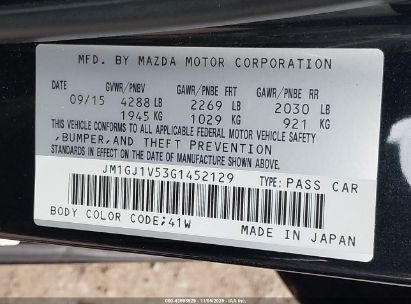 MFD. BY MAZDA MOTOR CORPORATION
DATE GVWR/PNBV GAWR/PNBE FRT GAWR/PNBE RR
09/15 4288 LB 2269 LB 2030 LB
1945 KG 1029 KG 921 KG
THIS VEHICLE CONFORMS TO ALL APPLICABLE FEDERAL MOTOR VEHICLE SAFETY,
BUMPER,AND THEFT PREVENTION
STANDARDS IN EFFECT ON THE DATE OF MANUFACTURE SHOWN ABOVE.
JM1GJ1V53G1452129 TYPE: PASS CAR
BODY COLOR CODE;41W
MADE IN JAPAN